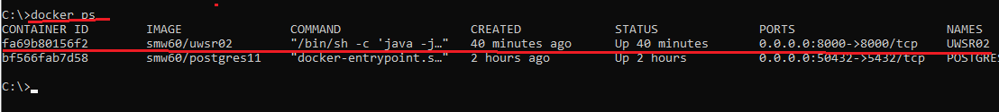 C:\>docker ps
CONTAINER ID IMAGE COMMAND CREATED STATUS PORTS NAMES
fa69b80156f2 smw60/uwsr02 "/bin/sh -c 'java -j…" 40 minutes ago Up 40 minutes 0.0.0.0:8000->8000/tcp UWSR02
bf566fab7d58 smw60/postgres11 "docker-entrypoint.s…" 2 hours ago Up 2 hours 0.0.0.0:50432->5432/tcp POSTGRES
C:\>